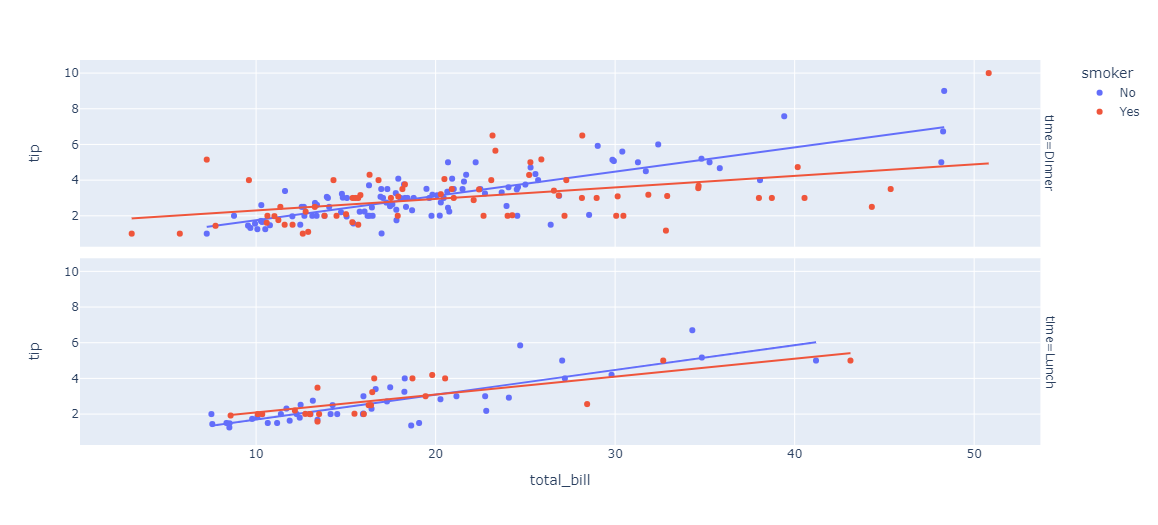 smoker
No
Yes
10
8
6
4
2
tip
time=Dinner
10
8
6
4
2
tip
time=Lunch
10
20
30
40
50
total_bill